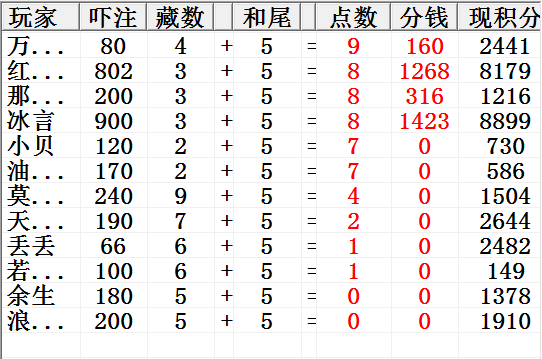 玩家 吓注 藏数 和尾 点数 分钱 现积分
万... 80 4 + 5 = 9 160 2441
红... 802 3 + 5 = 8 1268 8179
那... 200 3 + 5 = 8 316 1216
冰言 900 3 + 5 = 8 1423 8899
小贝 120 2 + 5 = 7 0 730
油... 170 2 + 5 = 7 0 586
莫... 240 9 + 5 = 4 0 1504
天... 190 7 + 5 = 2 0 2644
丢丢 66 6 + 5 = 1 0 2482
若... 100 6 + 5 = 1 0 149
余生 180 5 + 5 = 0 0 1378
浪... 200 5 + 5 = 0 0 1910